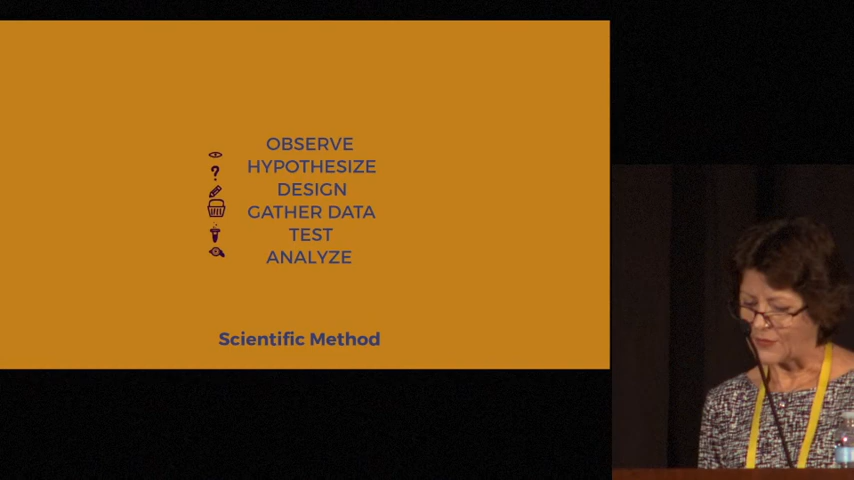 OBSERVE
HYPOTHESIZE
DESIGN
GATHER DATA
TEST
ANALYZE
Scientific Method